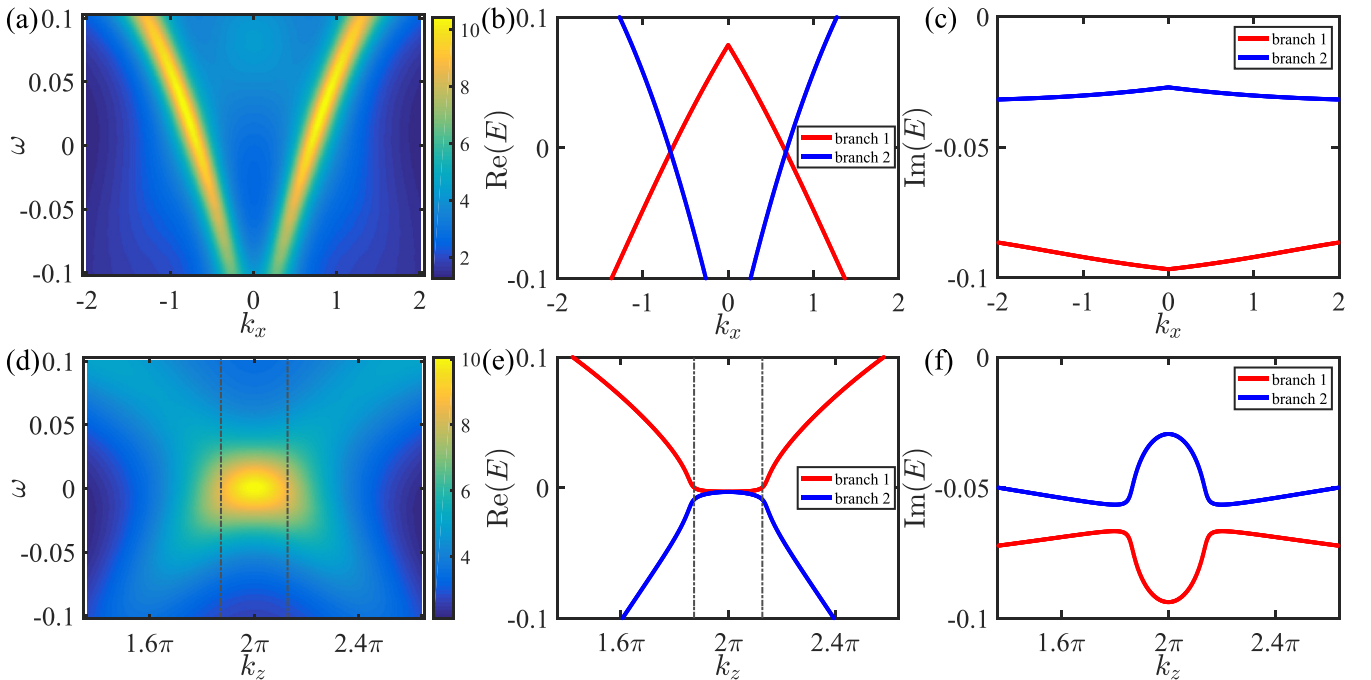 (a)
0.1
0.05
0
-0.05
-0.1
ω
-2
-1
0
1
2
k_x
10
8
6
4
2
(b)
0.1
0
-0.1
Re(E)
-2
-1
0
1
2
k_x
branch 1
branch 2
(c)
0
-0.05
-0.1
Im(E)
-2
-1
0
1
2
k_x
branch 1
branch 2
(d)
0.1
0.05
0
-0.05
-0.1
ω
1.6π
2π
2.4π
k_z
10
8
6
4
(e)
0.1
0
-0.1
Re(E)
1.6π
2π
2.4π
k_z
branch 1
branch 2
(f)
0
-0.05
-0.1
Im(E)
1.6π
2π
2.4π
k_z
branch 1
branch 2